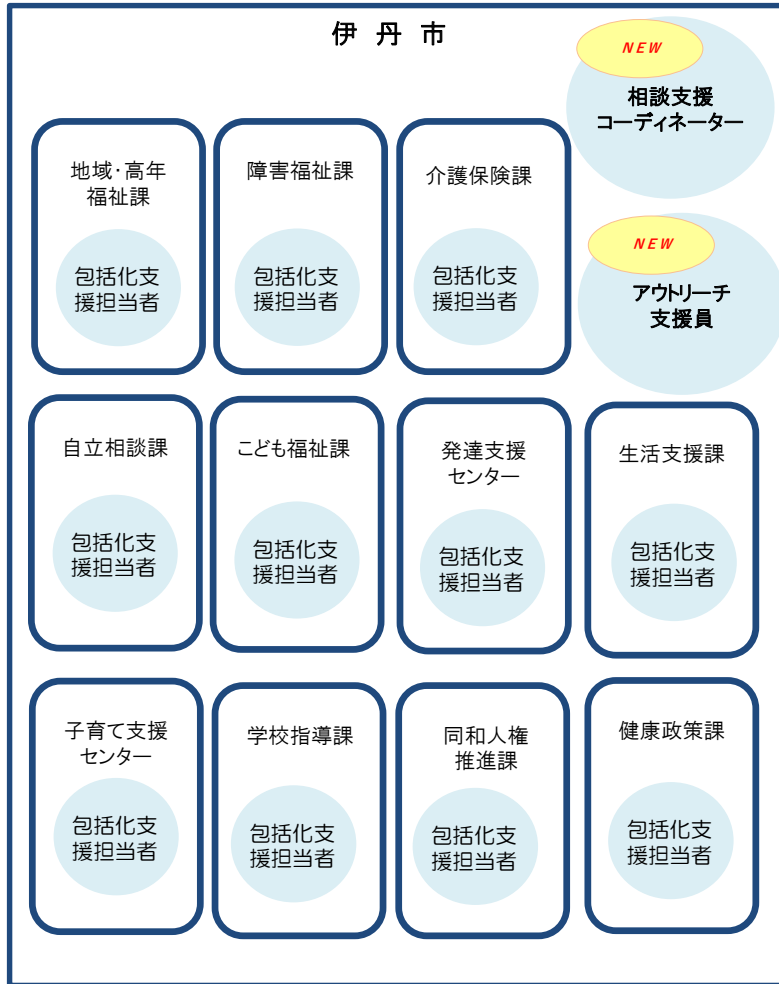 伊 丹 市
NEW
相談支援
コーディネーター
NEW
アウトリーチ
支援員
地域・高年
福祉課
包括化支
援担当者
障害福祉課
包括化支
援担当者
介護保険課
包括化支
援担当者
自立相談課
包括化支
援担当者
こども福祉課
包括化支
援担当者
発達支援
センター
包括化支
援担当者
生活支援課
包括化支
援担当者
子育て支援
センター
包括化支
援担当者
学校指導課
包括化支
援担当者
同和人権
推進課
包括化支
援担当者
健康政策課
包括化支
援担当者